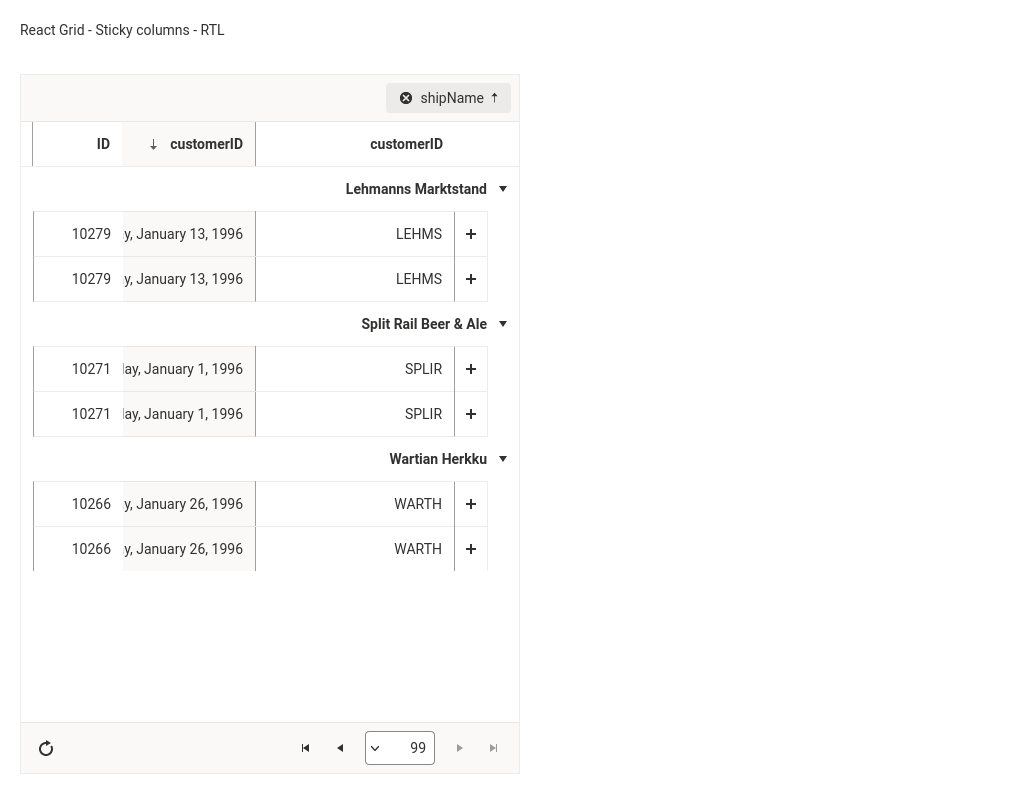 React Grid - Sticky columns - RTL
shipName
ID customerID customerID
Lehmanns Marktstand
10279 y, January 13, 1996 LEHMS
10279 y, January 13, 1996 LEHMS
Split Rail Beer & Ale
10271 lay, January 1, 1996 SPLIR
10271 lay, January 1, 1996 SPLIR
Wartian Herkku
10266 y, January 26, 1996 WARTH
10266 y, January 26, 1996 WARTH
99